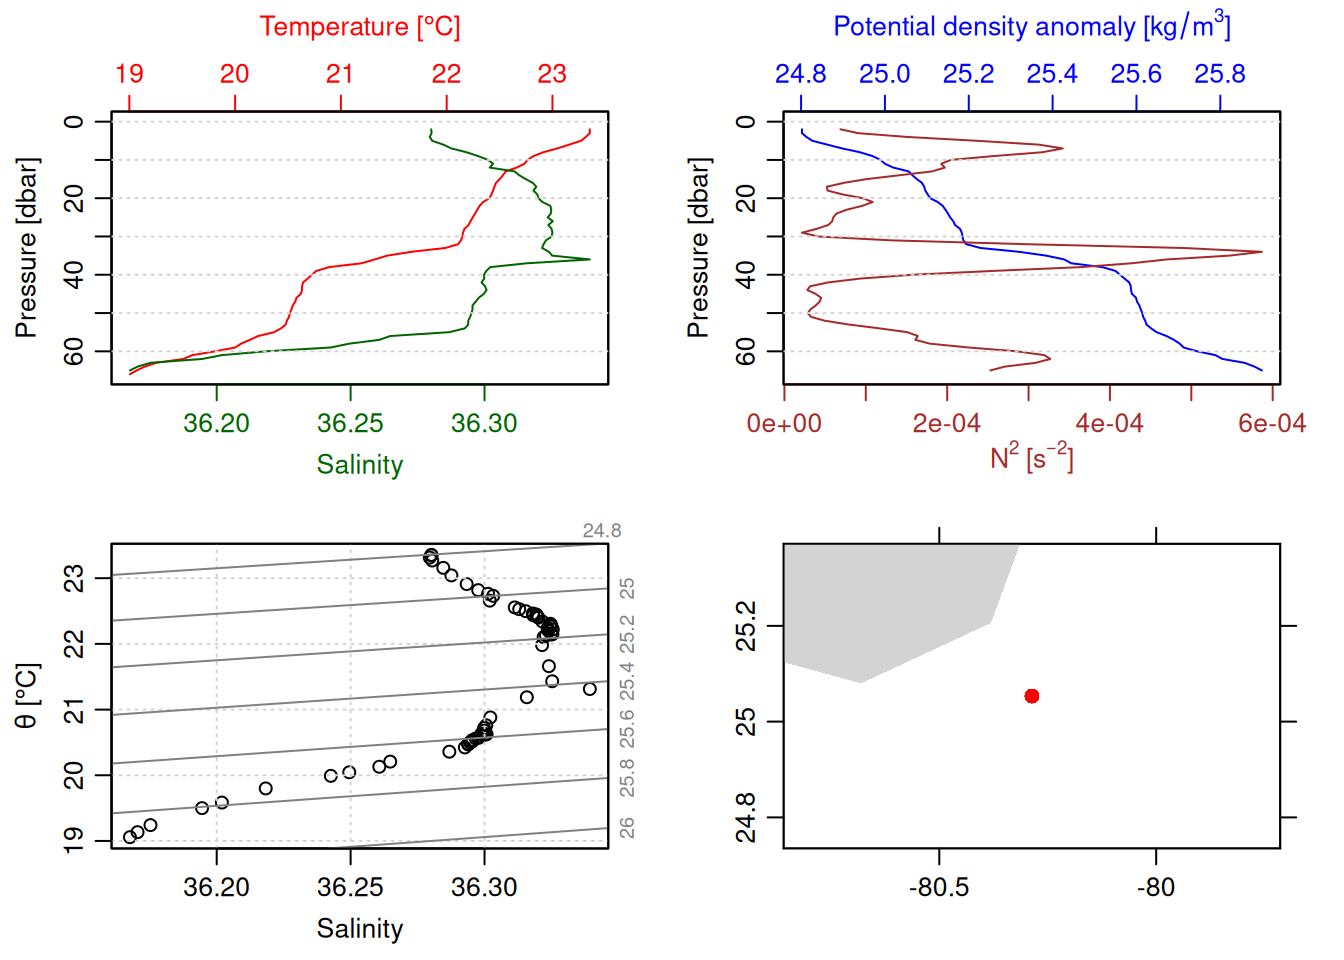 Temperature [°C]
19 20 21 22 23
Pressure [dbar]
0 20 40 60
36.20 36.25 36.30
Salinity
Potential density anomaly [kg/m³]
24.8 25.0 25.2 25.4 25.6 25.8
Pressure [dbar]
0 20 40 60
0e+00 2e-04 4e-04 6e-04
N² [s⁻²]
θ [°C]
23 22 21 20 19
24.8
25
25.2
25.4
25.6
25.8
26
36.20 36.25 36.30
Salinity
25.2
25
24.8
-80.5 -80